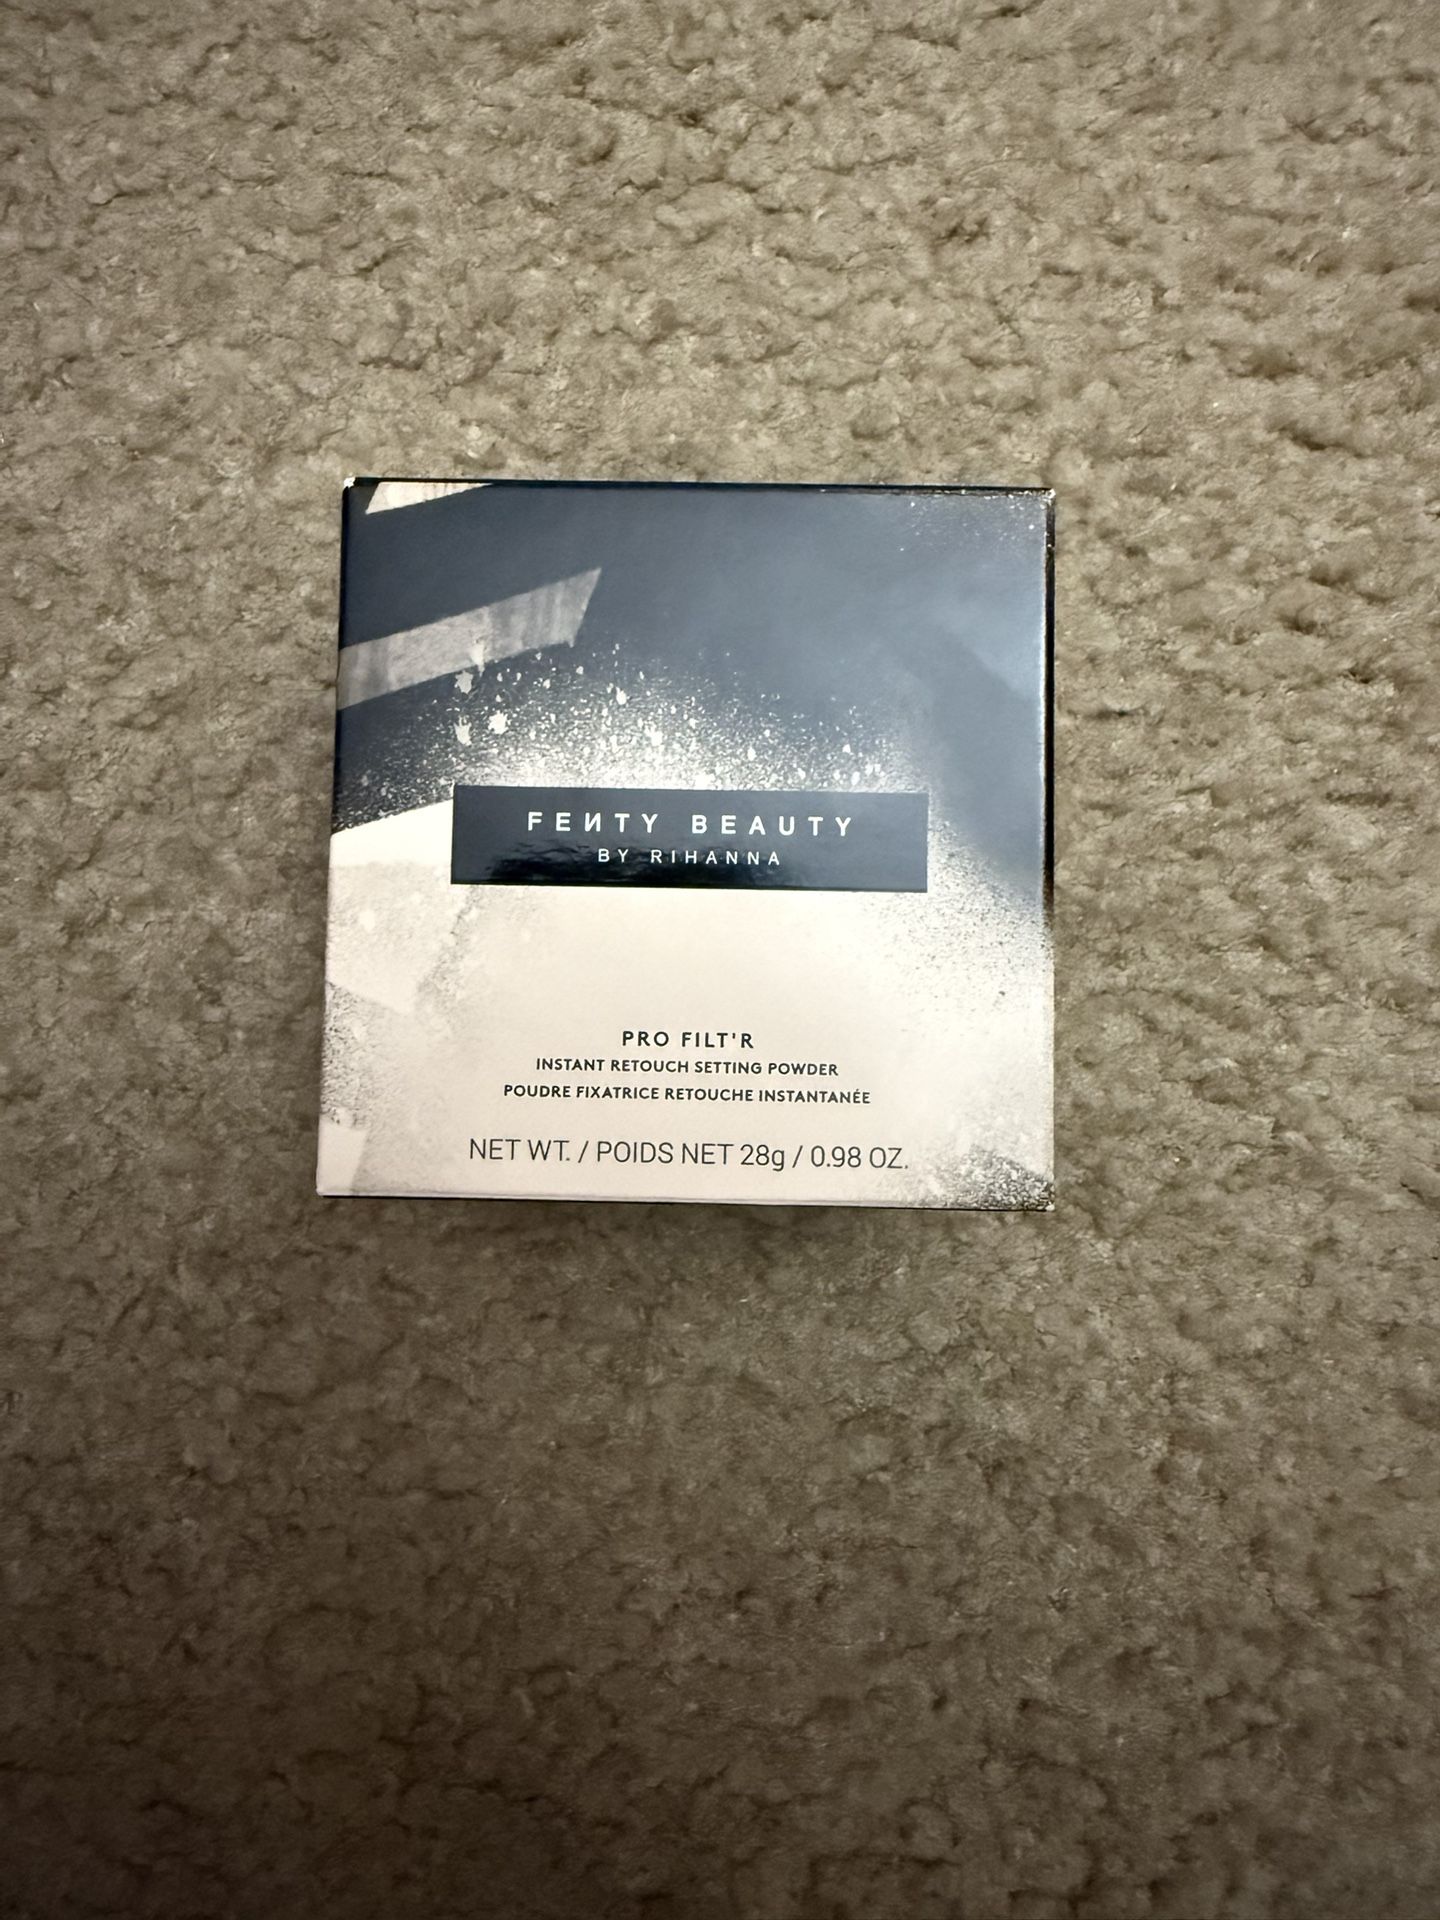 FEИTY BEAUTY
BY RIHANNA
PRO FILT'R
INSTANT RETOUCH SETTING POWDER
POUDRE FIXATRICE RETOUCHE INSTANTANÉE
NET WT. / POIDS NET 28g / 0.98 OZ.